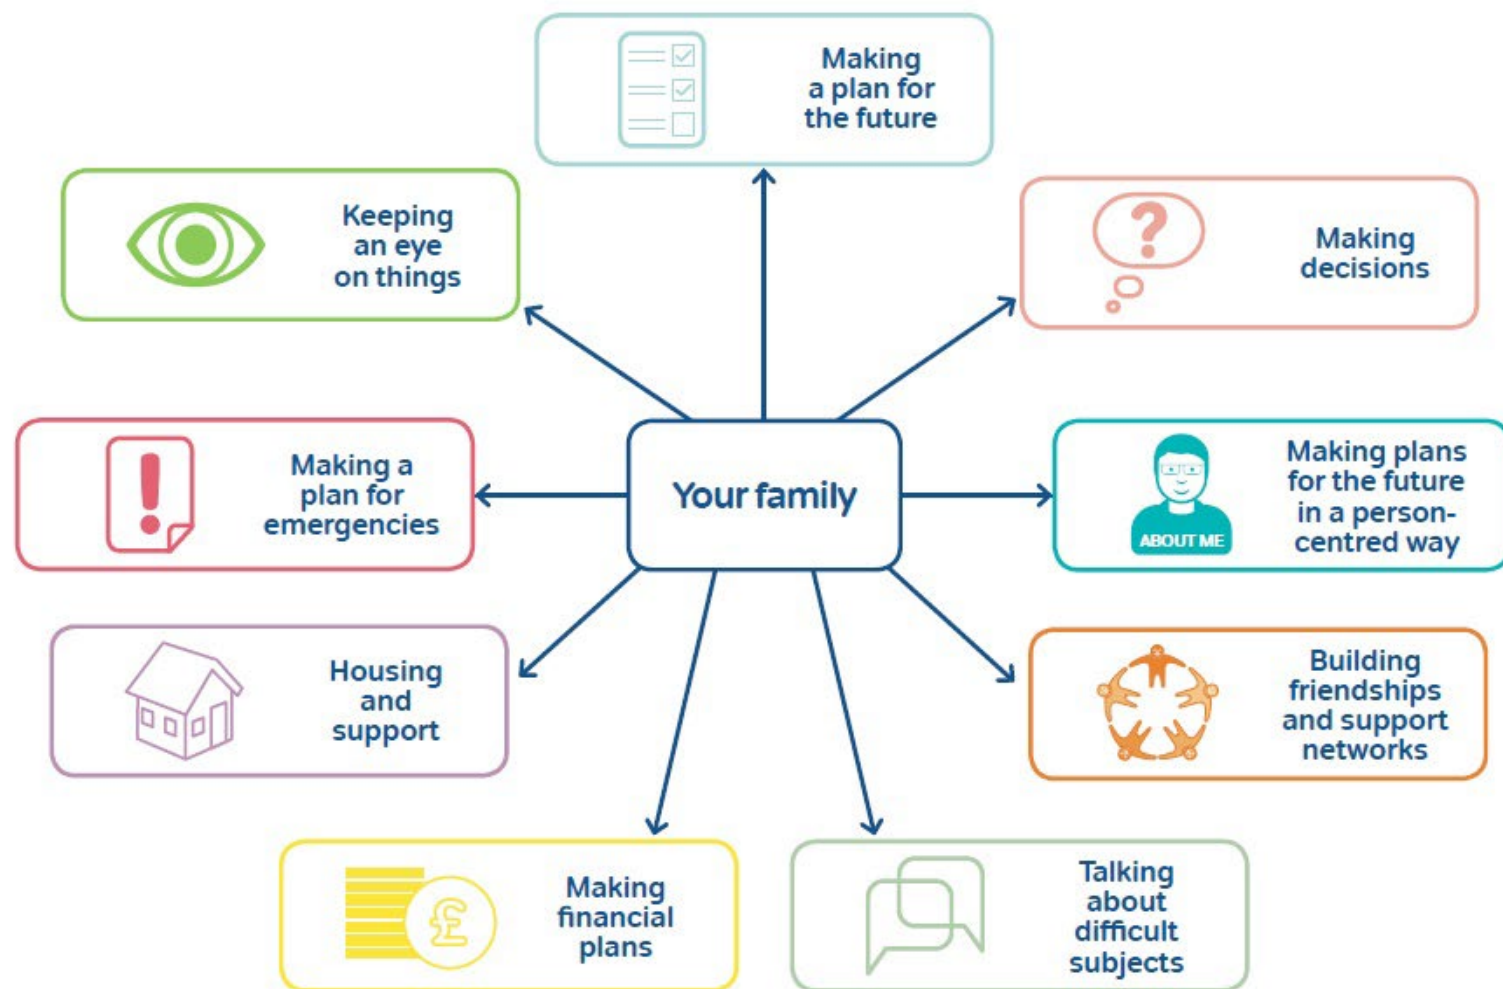 Making
a plan for
the future
Keeping
an eye
on things
?
Making
decisions
!
Making a
plan for
emergencies
Your family
ABOUT ME
Making plans
for the future
in a person-
centred way
Housing
and
support
Building
friendships
and support
networks
£
Making
financial
plans
Talking
about
difficult
subjects